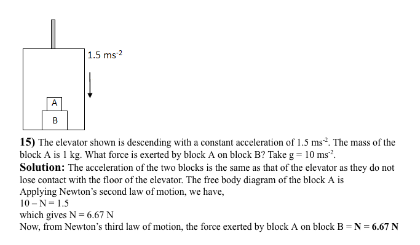 1.5 ms-2
A
B
15) The elevator shown is descending with a constant acceleration of 1.5 ms-2. The mass of the
block A is 1 kg. What force is exerted by block A on block B? Take g = 10 ms-2.
Solution: The acceleration of the two blocks is the same as that of the elevator as they do not
lose contact with the floor of the elevator. The free body diagram of the block A is
Applying Newton's second law of motion, we have,
10 – N = 1.5
which gives N = 6.67 N
Now, from Newton's third law of motion, the force exerted by block A on block B = N = 6.67 N